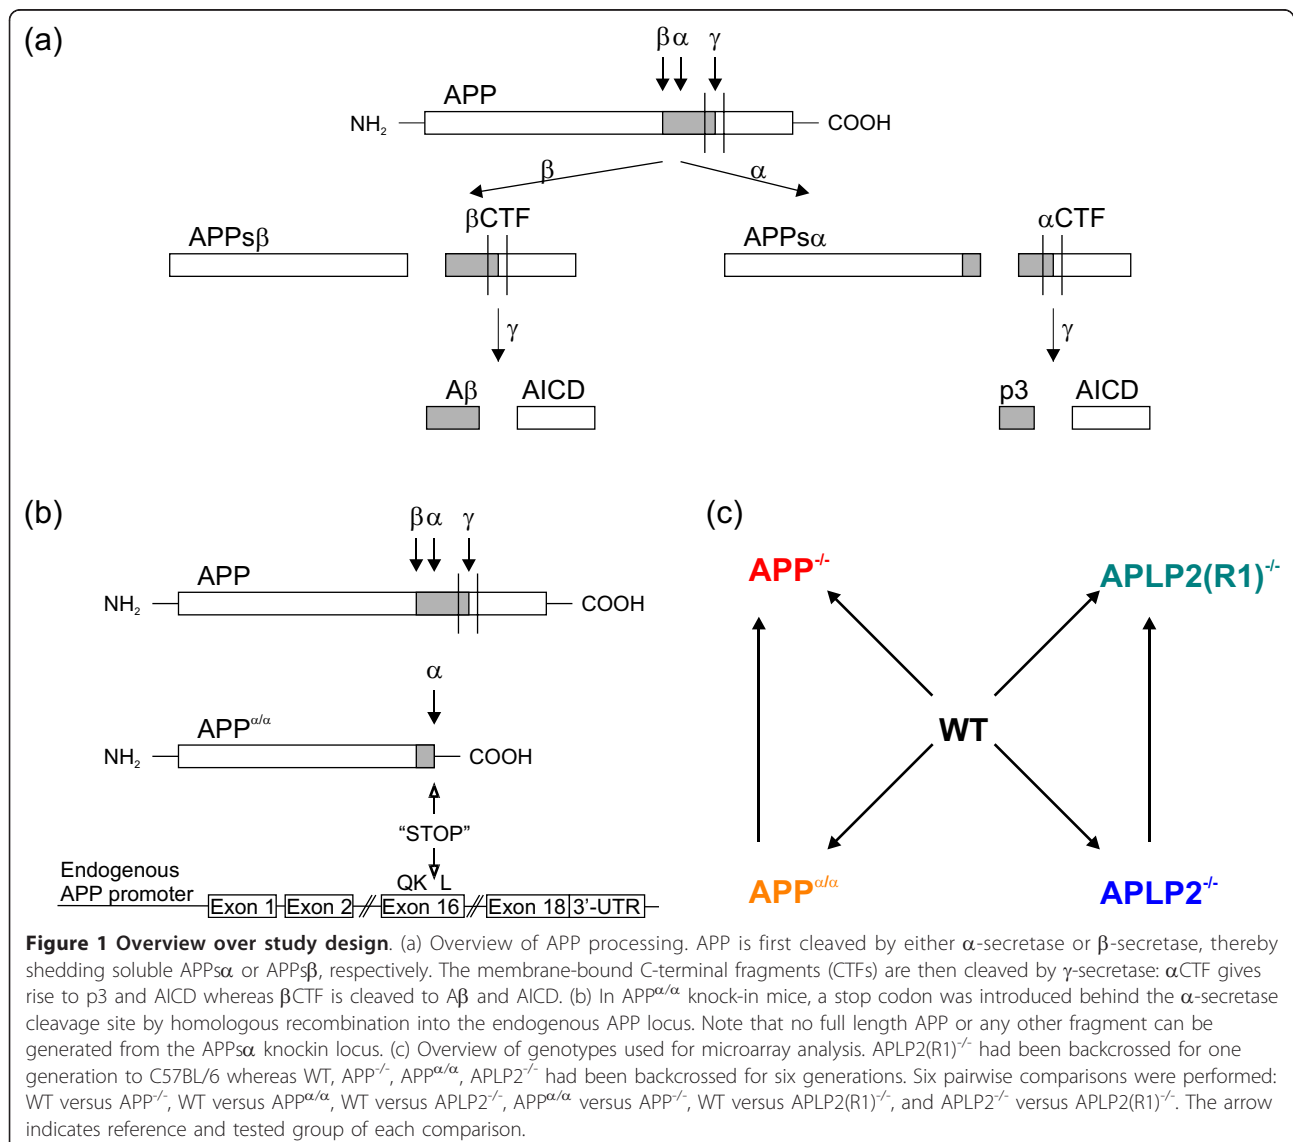 (a)
β α γ
APP
NH₂ COOH
β α
βCTF αCTF
APPsβ APPsα
γ γ
Aβ AICD p3 AICD
(b)
β α γ
APP
NH₂ COOH
α
APP^α/α
NH₂ COOH
"STOP"
Endogenous
APP promoter
QK L
Exon 1 Exon 2 Exon 16 Exon 18 3'-UTR
(c)
APP^-/- APLP2(R1)^-/-
WT
APP^α/α APLP2^-/-
Figure 1 Overview over study design. (a) Overview of APP processing. APP is first cleaved by either α-secretase or β-secretase, thereby
shedding soluble APPsα or APPsβ, respectively. The membrane-bound C-terminal fragments (CTFs) are then cleaved by γ-secretase: αCTF gives
rise to p3 and AICD whereas βCTF is cleaved to Aβ and AICD. (b) In APP^α/α knock-in mice, a stop codon was introduced behind the α-secretase
cleavage site by homologous recombination into the endogenous APP locus. Note that no full length APP or any other fragment can be
generated from the APPsα knockin locus. (c) Overview of genotypes used for microarray analysis. APLP2(R1)^-/- had been backcrossed for one
generation to C57BL/6 whereas WT, APP^-/-, APP^α/α, APLP2^-/- had been backcrossed for six generations. Six pairwise comparisons were performed:
WT versus APP^-/-, WT versus APP^α/α, WT versus APLP2^-/-, APP^α/α versus APP^-/-, WT versus APLP2(R1)^-/-, and APLP2^-/- versus APLP2(R1)^-/-. The arrow
indicates reference and tested group of each comparison.